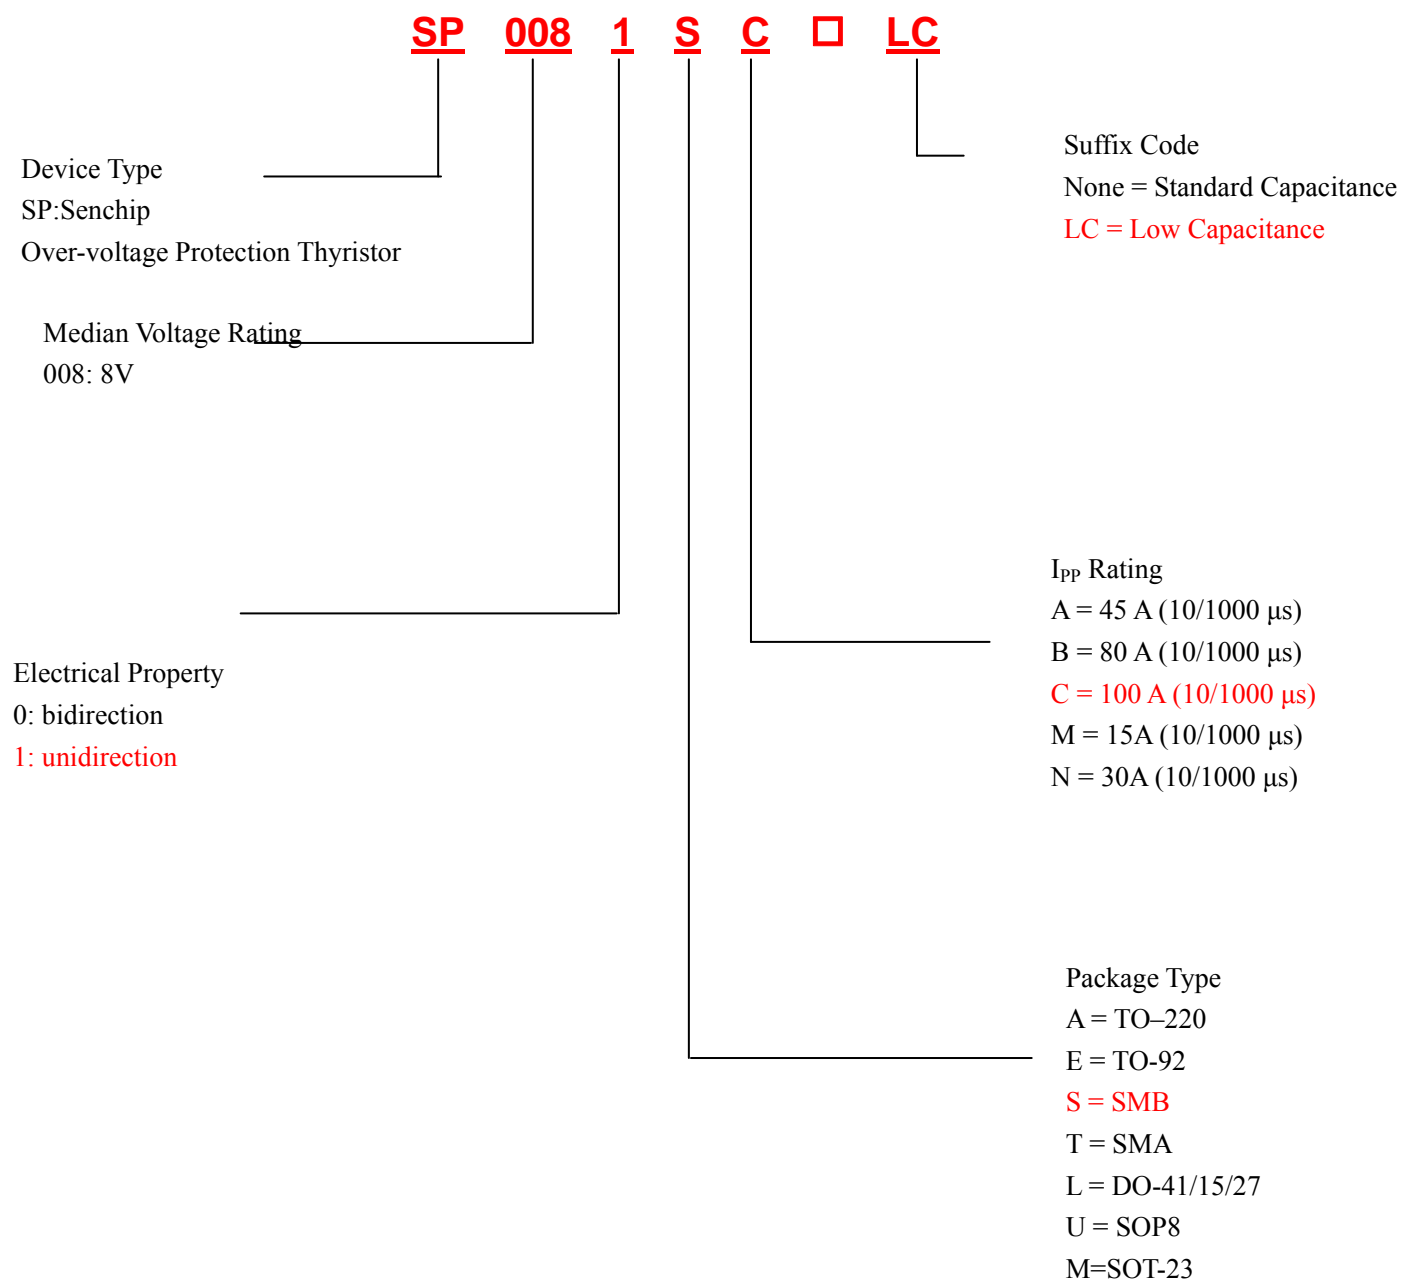 SP 008 1 S C □ LC
Device Type
SP:Senchip
Over-voltage Protection Thyristor
Median Voltage Rating
008: 8V
Electrical Property
0: bidirection
1: unidirection
Suffix Code
None = Standard Capacitance
LC = Low Capacitance
IPP Rating
A = 45 A (10/1000 μs)
B = 80 A (10/1000 μs)
C = 100 A (10/1000 μs)
M = 15A (10/1000 μs)
N = 30A (10/1000 μs)
Package Type
A = TO–220
E = TO-92
S = SMB
T = SMA
L = DO-41/15/27
U = SOP8
M=SOT-23